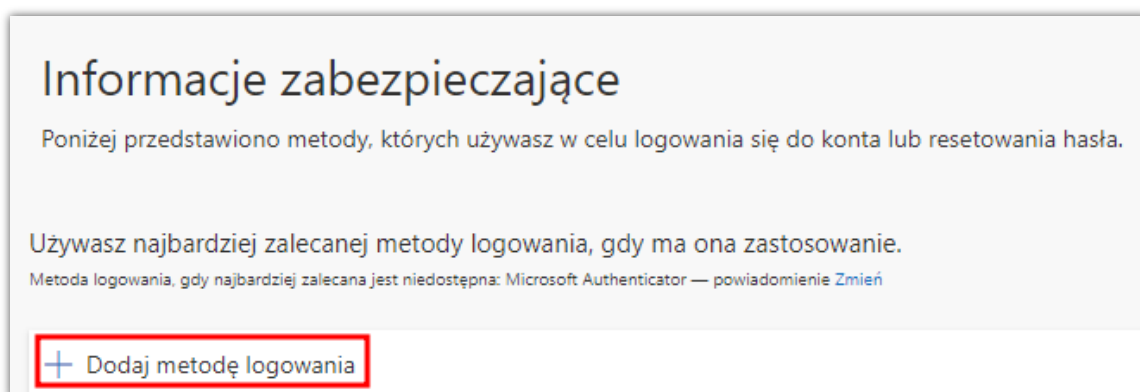 Informacje zabezpieczające
Poniżej przedstawiono metody, których używasz w celu logowania się do konta lub resetowania hasła.
Używasz najbardziej zalecanej metody logowania, gdy ma ona zastosowanie.
Metoda logowania, gdy najbardziej zalecana jest niedostępna: Microsoft Authenticator — powiadomienie Zmień
+ Dodaj metodę logowania